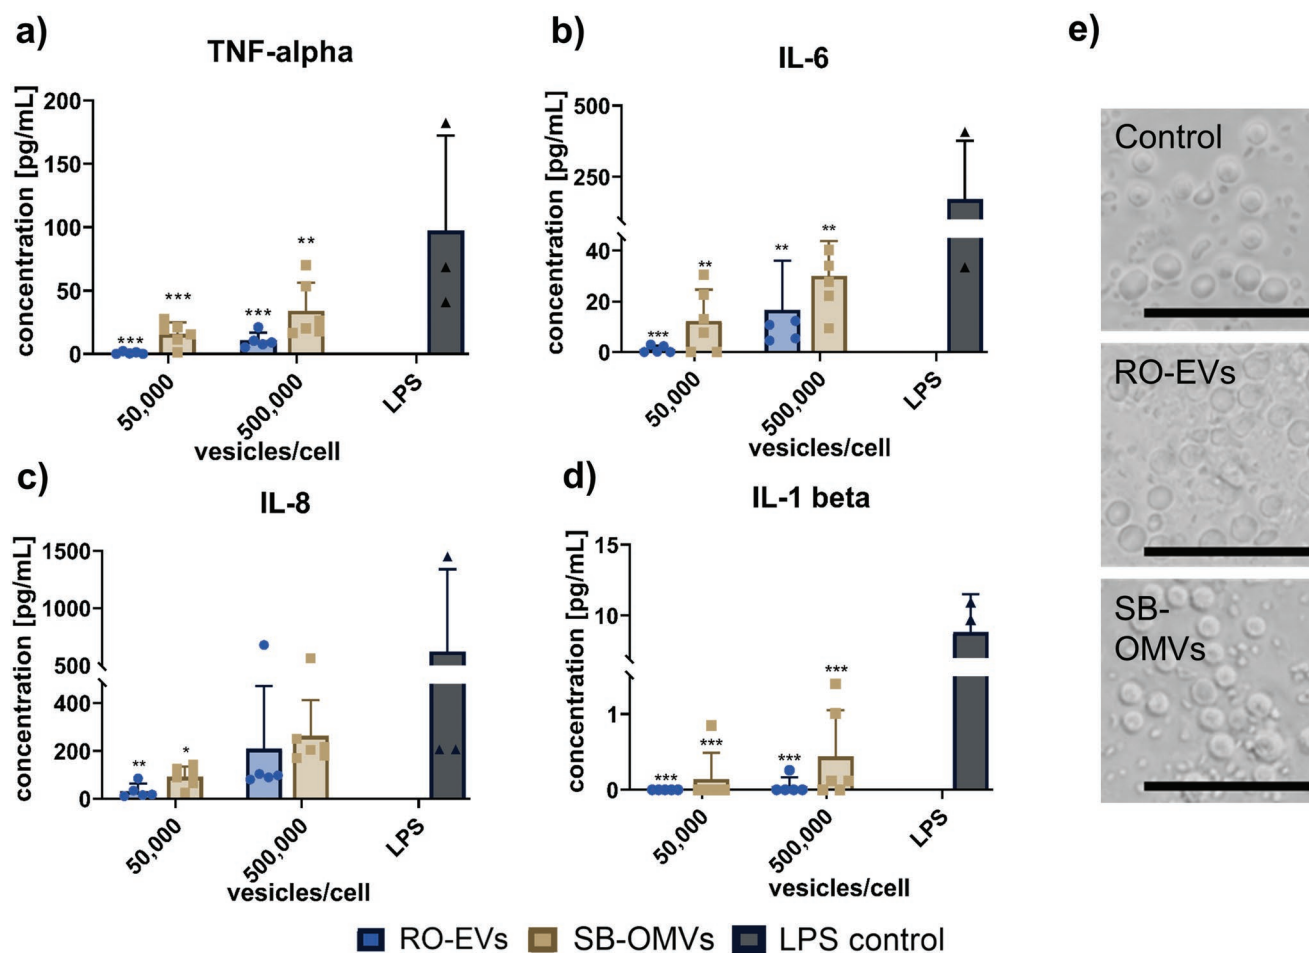 a)
TNF-alpha
concentration [pg/mL]
200
150
100
50
0
***
***
***
**
50,000
500,000
LPS
vesicles/cell
b)
IL-6
concentration [pg/mL]
500
250
40
20
0
***
**
**
**
50,000
500,000
LPS
vesicles/cell
c)
IL-8
concentration [pg/mL]
1500
1000
500
400
200
0
**
*
50,000
500,000
LPS
vesicles/cell
d)
IL-1 beta
concentration [pg/mL]
15
10
1
0
***
***
***
***
50,000
500,000
LPS
vesicles/cell
e)
Control
RO-EVs
SB-
OMVs
RO-EVs SB-OMVs LPS control